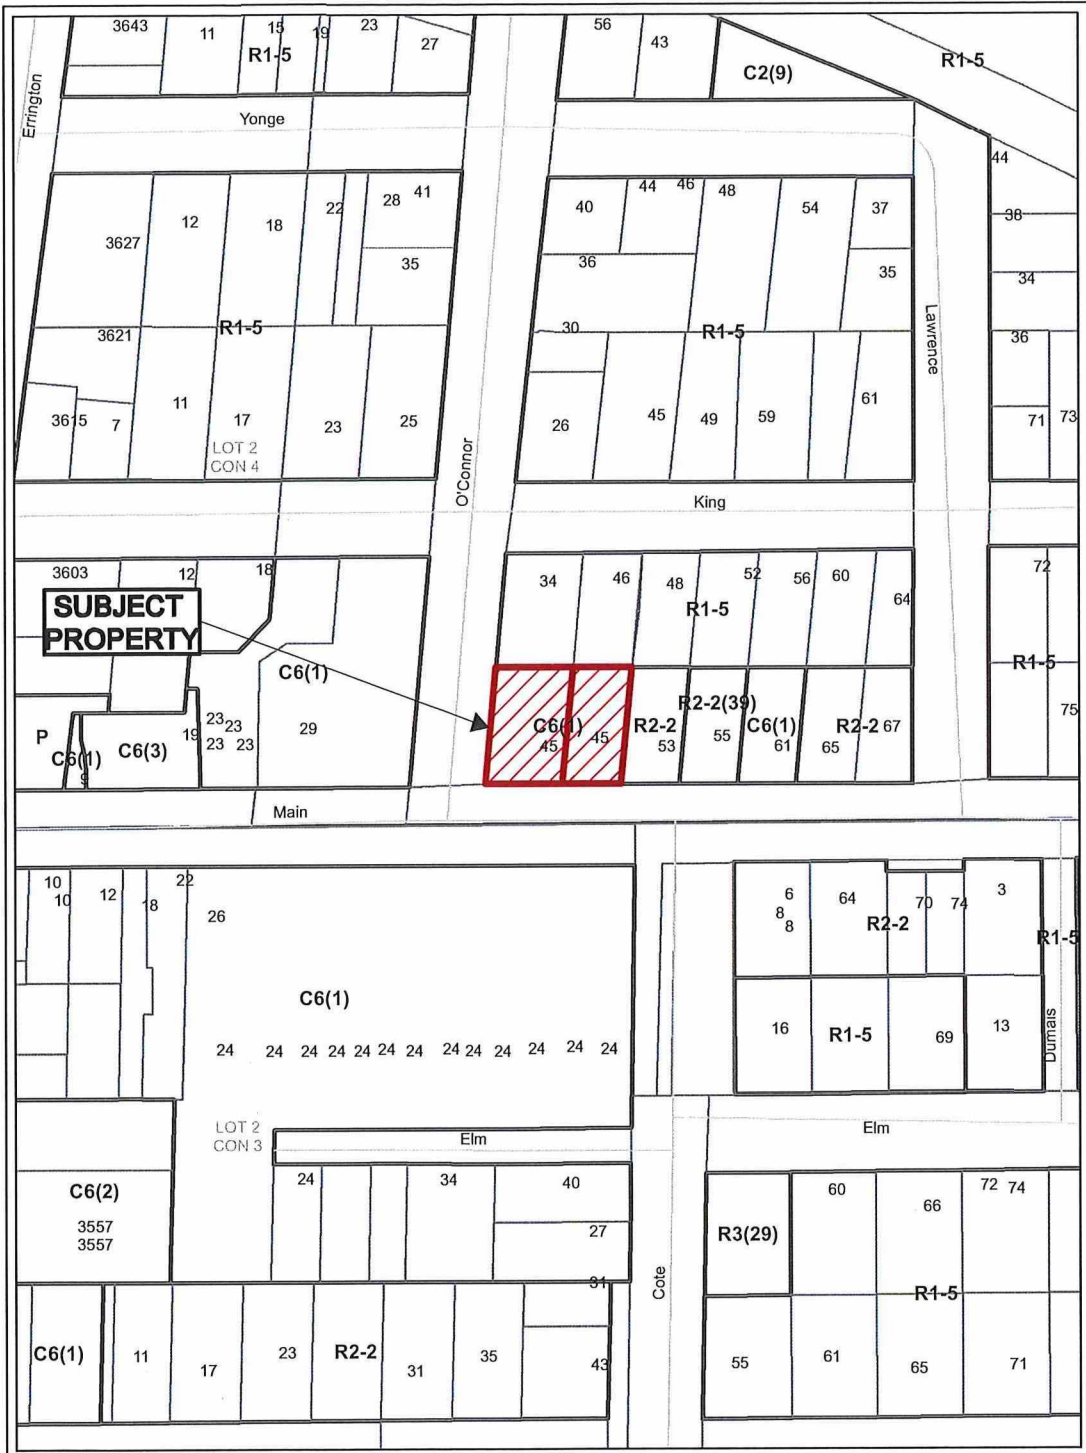 3643
11
15
19
23
27
R1-5
56
43
C2(9)
R1-5
Errington
Yonge
44
38
34
36
71
73
3627
12
18
22
28
41
35
R1-5
3621
3615
7
11
17
23
25
LOT 2
CON 4
O'Connor
40
44
46
48
54
37
36
35
30
R1-5
26
45
49
59
61
Lawrence
King
3603
12
18
SUBJECT
PROPERTY
C6(1)
29
23
23
23
23
19
P
C6(1)
9
C6(3)
34
46
48
52
56
60
64
R1-5
C6(1)
45
45
R2-2
53
R2-2(39)
55
C6(1)
61
R2-2
65
67
72
R1-5
75
Main
10
10
12
18
22
26
C6(1)
24 24 24 24 24 24 24 24 24 24 24 24 24
LOT 2
CON 3
Elm
6
8
8
64
70
74
3
R2-2
R1-5
16
R1-5
69
13
Dumais
Elm
C6(2)
3557
3557
24
34
40
27
31
Cote
R3(29)
60
66
72
74
R1-5
C6(1)
11
17
23
R2-2
31
35
43
55
61
65
71